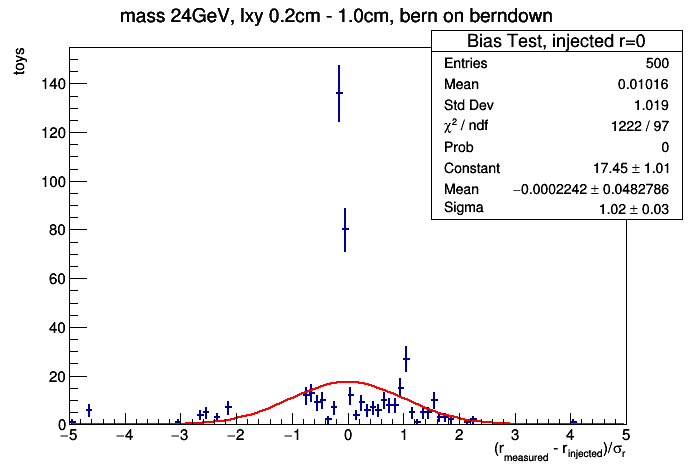 mass 24GeV, lxy 0.2cm - 1.0cm, bern on berndown
toys
Bias Test, injected r=0
Entries 500
Mean 0.01016
Std Dev 1.019
χ² / ndf 1222 / 97
Prob 0
Constant 17.45 ± 1.01
Mean −0.0002242 ± 0.0482786
Sigma 1.02 ± 0.03
140
120
100
80
60
40
20
0
−5 −4 −3 −2 −1 0 1 2 3 4 5
(r_measured - r_injected)/σ_r